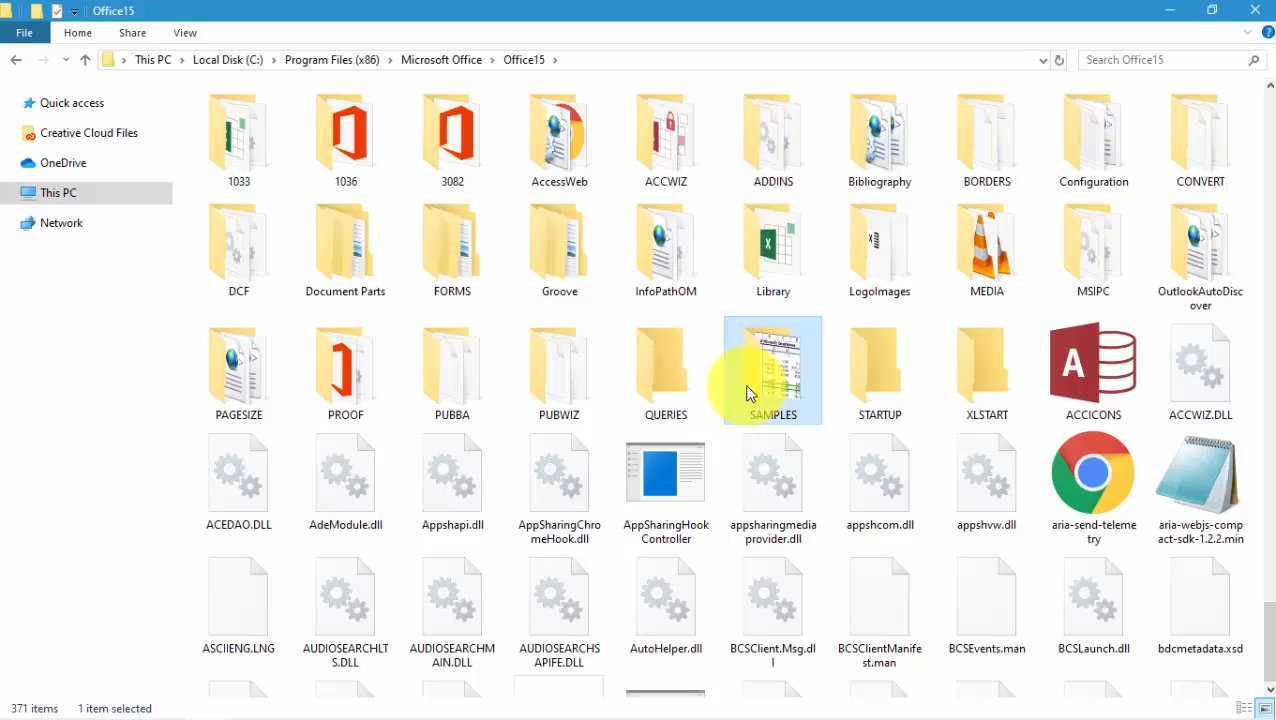 Office15
File Home Share View
This PC Local Disk (C:) Program Files (x86) Microsoft Office Office15 Search Office15
Quick access
Creative Cloud Files
OneDrive
This PC
Network
1033 1036 3082 AccessWeb ACCWIZ ADDINS Bibliography BORDERS Configuration CONVERT
DCF Document Parts FORMS Groove InfoPathOM Library LogoImages MEDIA MSIPC OutlookAutoDisc
over
PAGESIZE PROOF PUBBA PUBWIZ QUERIES SAMPLES STARTUP XLSTART ACCICONS ACCWIZ.DLL
ACEDAO.DLL AdeModule.dll Appshapi.dll AppSharingChro AppSharingHook appsharingmedia appshcom.dll appshvw.dll aria-send-teleme aria-webjs-comp
meHook.dll Controller provider.dll try act-sdk-1.2.2.min
ASCIIENG.LNG AUDIOSEARCHLT AUDIOSEARCHM AUDIOSEARCHS AutoHelper.dll BCSClient.Msg.dl BCSClientManife BCSEvents.man BCSLaunch.dll bdcmetadata.xsd
S.DLL AIN.DLL APIFE.DLL l st.man
371 items 1 item selected